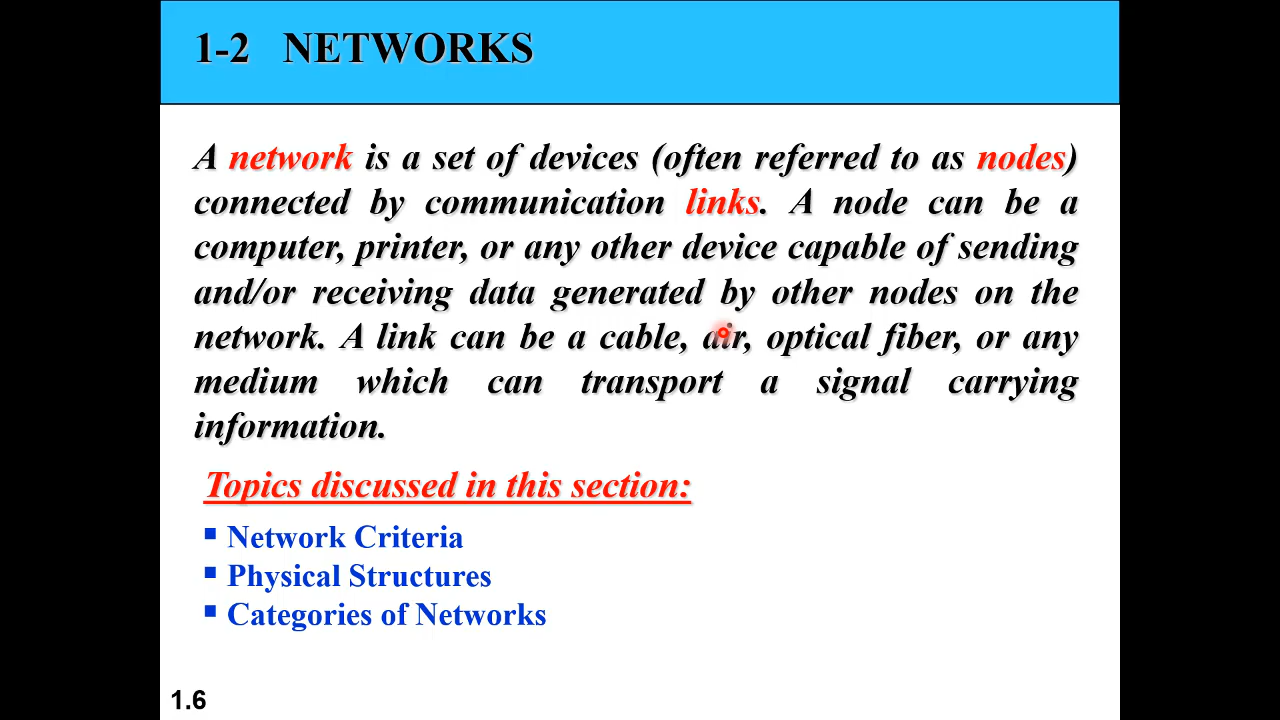 1-2 NETWORKS
A network is a set of devices (often referred to as nodes)
connected by communication links. A node can be a
computer, printer, or any other device capable of sending
and/or receiving data generated by other nodes on the
network. A link can be a cable, air, optical fiber, or any
medium which can transport a signal carrying
information.
Topics discussed in this section:
▪ Network Criteria
▪ Physical Structures
▪ Categories of Networks
1.6